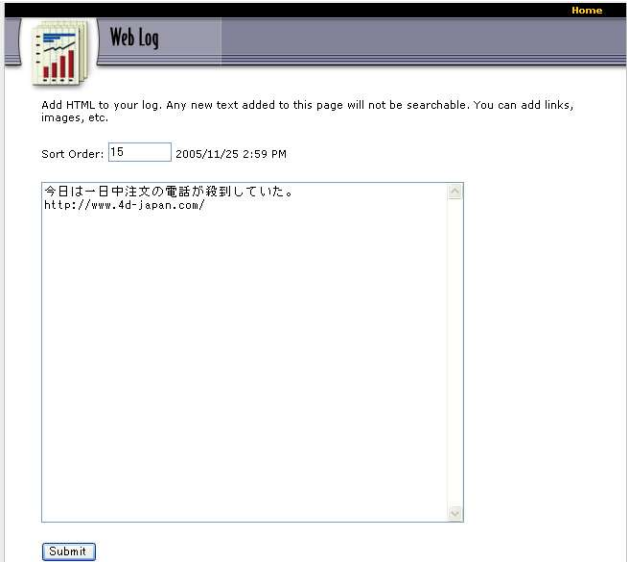 Home
Web Log
Add HTML to your log. Any new text added to this page will not be searchable. You can add links,
images, etc.
Sort Order: 15 2005/11/25 2:59 PM
今日は一日中注文の電話が殺到していた。
http://www.4d-japan.com/
Submit